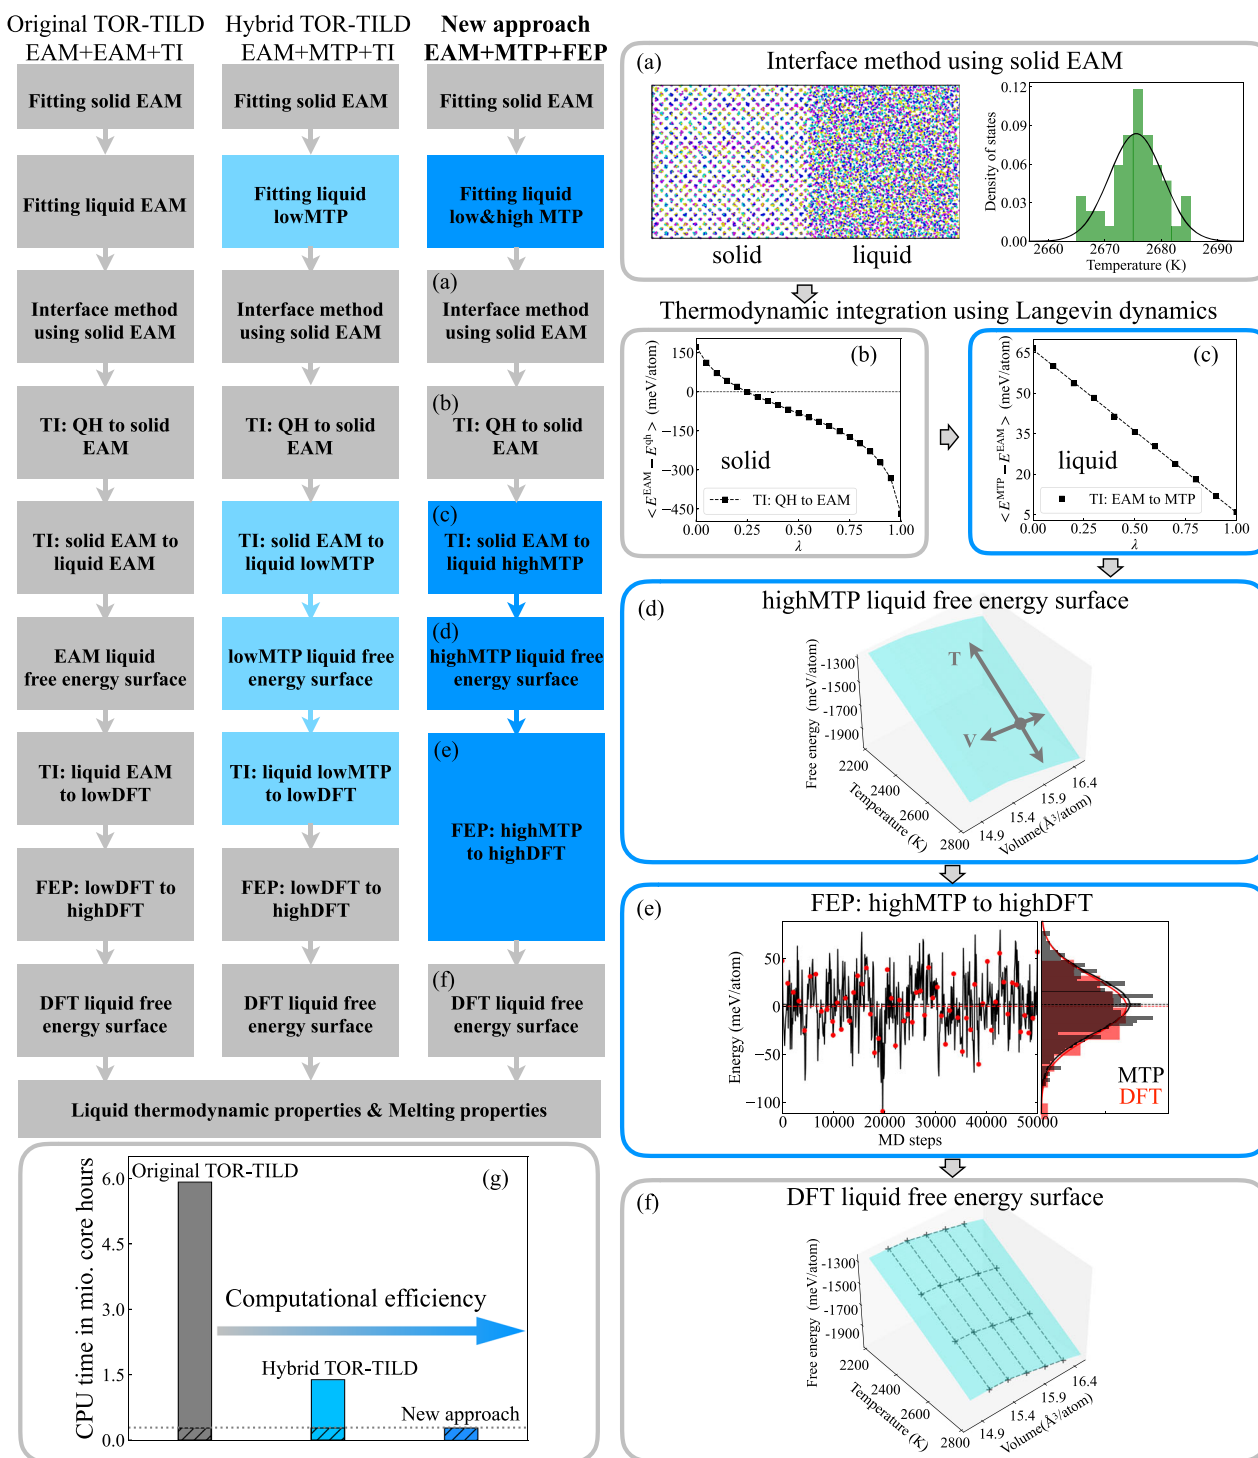 Original TOR-TILD
EAM+EAM+TI
Hybrid TOR-TILD
EAM+MTP+TI
New approach
EAM+MTP+FEP
Fitting solid EAM
Fitting solid EAM
Fitting solid EAM
Fitting liquid EAM
Fitting liquid
lowMTP
Fitting liquid
low&high MTP
Interface method
using solid EAM
Interface method
using solid EAM
(a)
Interface method
using solid EAM
TI: QH to solid
EAM
TI: QH to solid
EAM
(b)
TI: QH to solid
EAM
TI: solid EAM to
liquid EAM
TI: solid EAM to
liquid lowMTP
(c)
TI: solid EAM to
liquid highMTP
EAM liquid
free energy surface
lowMTP liquid free
energy surface
(d)
highMTP liquid free
energy surface
TI: liquid EAM
to lowDFT
TI: liquid lowMTP
to lowDFT
(e)
FEP: highMTP
to highDFT
FEP: lowDFT to
highDFT
FEP: lowDFT to
highDFT
DFT liquid free
energy surface
DFT liquid free
energy surface
(f)
DFT liquid free
energy surface
Liquid thermodynamic properties & Melting properties
(g)
CPU time in mio. core hours
6.0
4.5
3.0
1.5
0.0
Original TOR-TILD
Computational efficiency
Hybrid TOR-TILD
New approach
(a)
Interface method using solid EAM
solid
liquid
Density of states
0.12
0.09
0.06
0.03
0.00
2660 2670 2680 2690
Temperature (K)
Thermodynamic integration using Langevin dynamics
(b)
< E^EAM − E^qh > (meV/atom)
150
0
−150
−300
−450
solid
TI: QH to EAM
0.00 0.25 0.50 0.75 1.00
λ
(c)
< E^MTP − E^EAM > (meV/atom)
65
50
35
20
5
liquid
TI: EAM to MTP
0.00 0.25 0.50 0.75 1.00
λ
(d)
highMTP liquid free energy surface
Free energy (meV/atom)
-1300
-1500
-1700
-1900
T
V
2200
2400
2600
2800
Temperature (K)
14.9
15.4
15.9
16.4
Volume(Å³/atom)
(e)
FEP: highMTP to highDFT
Energy (meV/atom)
50
0
−50
−100
0 10000 20000 30000 40000 50000
MD steps
MTP
DFT
(f)
DFT liquid free energy surface
Free energy (meV/atom)
-1300
-1500
-1700
-1900
2200
2400
2600
2800
Temperature (K)
14.9
15.4
15.9
16.4
Volume(Å³/atom)